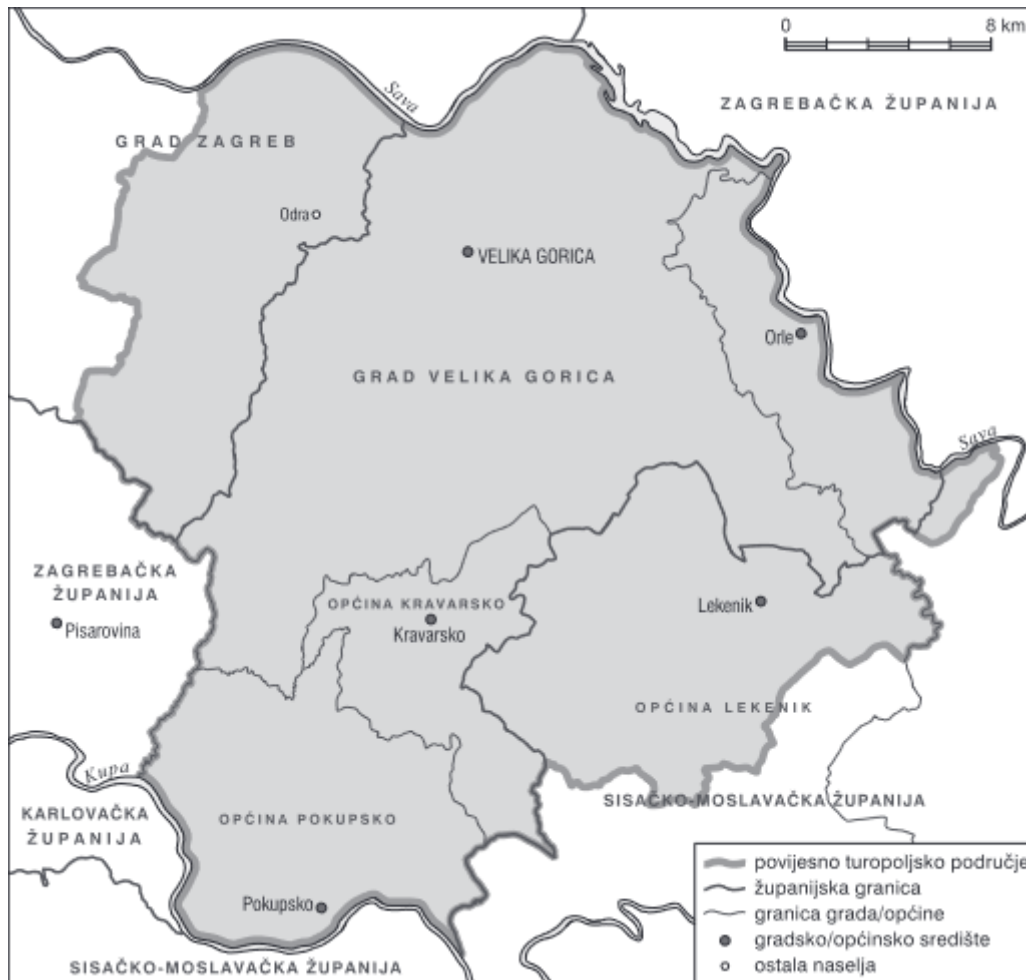 0 8 km
Sava
ZAGREBAČKA ŽUPANIJA
GRAD ZAGREB
Odra
VELIKA GORICA
Orle
GRAD VELIKA GORICA
Sava
ZAGREBAČKA
ŽUPANIJA
Pisarovina
OPĆINA KRAVARSKO
Kravarsko
Lekenik
OPĆINA LEKENIK
Kupa
KARLOVAČKA
ŽUPANIJA
OPĆINA POKUPSKO
SISAČKO-MOSLAVAČKA ŽUPANIJA
Pokupsko
SISAČKO-MOSLAVAČKA ŽUPANIJA
povijesno turopoljsko područje
županijska granica
granica grada/općine
gradsko/općinsko središte
ostala naselja